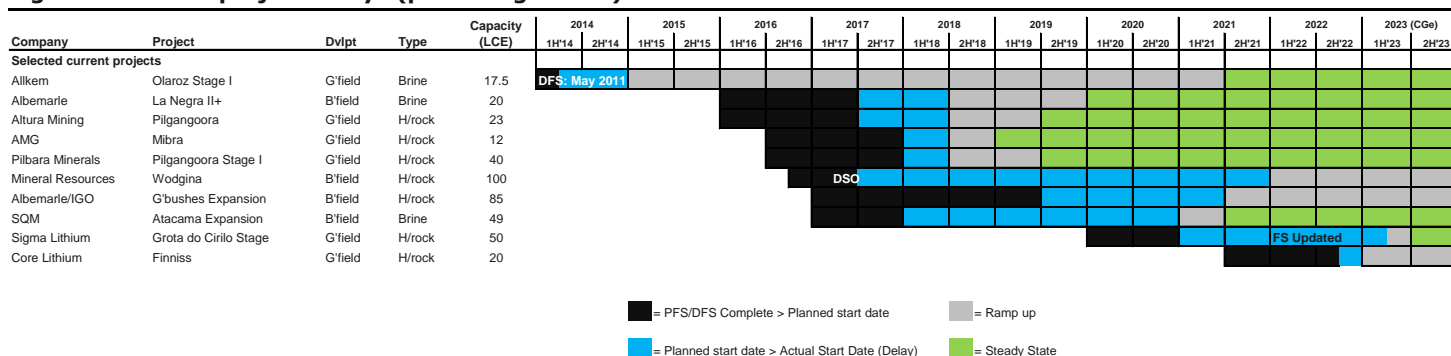 Capacity 2014 2015 2016 2017 2018 2019 2020 2021 2022 2023 (CGe)
Company Project Dvlpt Type (LCE) 1H'14 2H'14 1H'15 2H'15 1H'16 2H'16 1H'17 2H'17 1H'18 2H'18 1H'19 2H'19 1H'20 2H'20 1H'21 2H'21 1H'22 2H'22 1H'23 2H'23
Selected current projects
Allkem Olaroz Stage I G'field Brine 17.5 DFS: May 2011
Albemarle La Negra II+ B'field Brine 20
Altura Mining Pilgangoora G'field H/rock 23
AMG Mibra G'field H/rock 12
Pilbara Minerals Pilgangoora Stage I G'field H/rock 40
Mineral Resources Wodgina B'field H/rock 100 DSO
Albemarle/IGO G'bushes Expansion B'field H/rock 85
SQM Atacama Expansion B'field Brine 49
Sigma Lithium Grota do Cirilo Stage G'field H/rock 50 FS Updated
Core Lithium Finniss G'field H/rock 20
= PFS/DFS Complete > Planned start date = Ramp up
= Planned start date > Actual Start Date (Delay) = Steady State